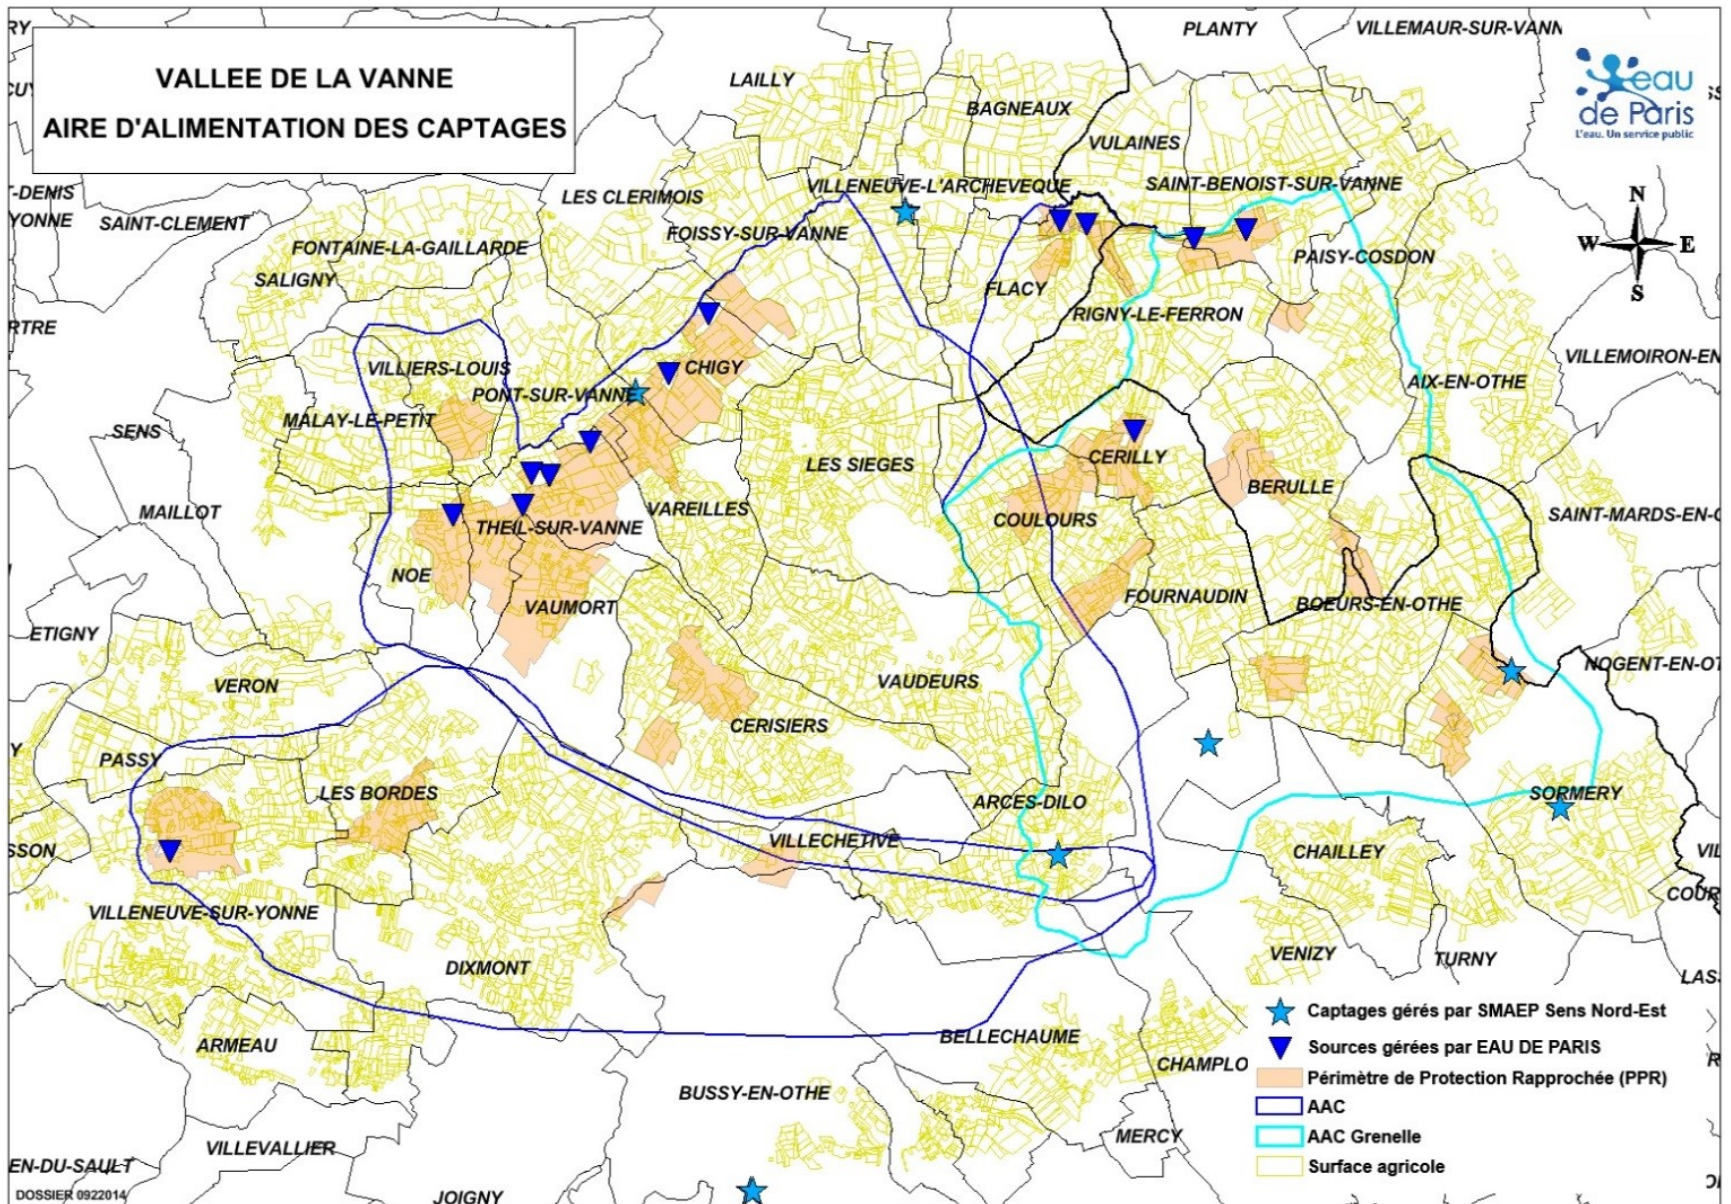 VALLEE DE LA VANNE
AIRE D'ALIMENTATION DES CAPTAGES
PLANTY
VILLEMAUR-SUR-VANN
eau
de Paris
L'eau. Un service public
LAILLY
BAGNEAUX
VULAINES
T-DENIS
YONNE
SAINT-CLEMENT
LES CLERIMOIS
VILLENEUVE-L'ARCHEVEQUE
SAINT-BENOIST-SUR-VANNE
N
W
E
S
FONTAINE-LA-GAILLARDE
FOISSY-SUR-VANNE
SALIGNY
PAISY-COSDON
FLACY
RIGNY-LE-FERRON
RTRE
VILLIERS-LOUIS
CHIGY
VILLEMOIRON-EN
PONT-SUR-VANNE
AIX-EN-OTHE
MALAY-LE-PETIT
SENS
LES SIEGES
CERILLY
BERULLE
MAILLOT
VAREILLES
COULOURS
SAINT-MARDS-EN-O
THEIL-SUR-VANNE
NOE
VAUMORT
FOURNAUDIN
BOEURS-EN-OTHE
ETIGNY
NOGENT-EN-OT
VERON
VAUDEURS
CERISIERS
PASSY
LES BORDES
ARCES-DILO
SORMERY
VILLECHETIVE
CHAILLEY
SSON
VIL
COUR
VILLENEUVE-SUR-YONNE
DIXMONT
VENIZY
TURNY
LAS
ARMEAU
BELLECHAUME
CHAMPLO
BUSSY-EN-OTHE
MERCY
VILLEVALLIER
EN-DU-SAULT
JOIGNY
Captages gérés par SMAEP Sens Nord-Est
Sources gérées par EAU DE PARIS
Périmètre de Protection Rapprochée (PPR)
AAC
AAC Grenelle
Surface agricole
DOSSIER 0922014